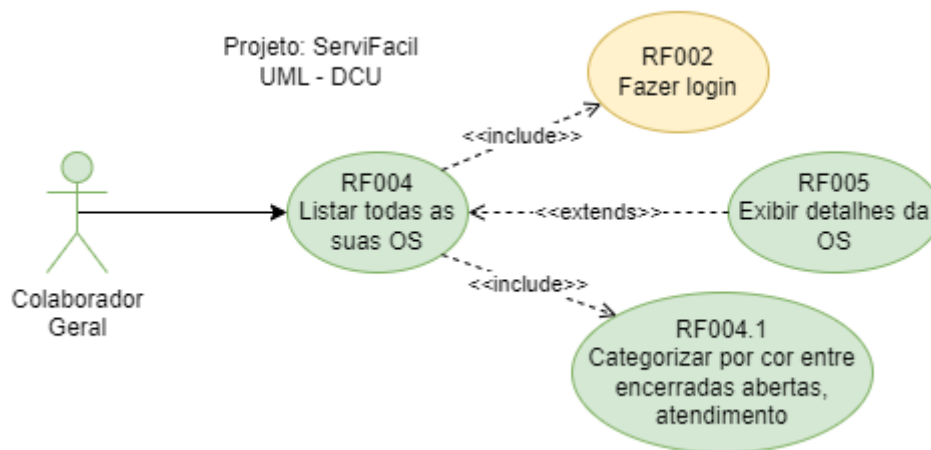 Projeto: ServiFacil
UML - DCU
RF002
Fazer login
<<include>>
RF004
Listar todas as
suas OS
<<extends>>
RF005
Exibir detalhes da
OS
<<include>>
Colaborador
Geral
RF004.1
Categorizar por cor entre
encerradas abertas,
atendimento